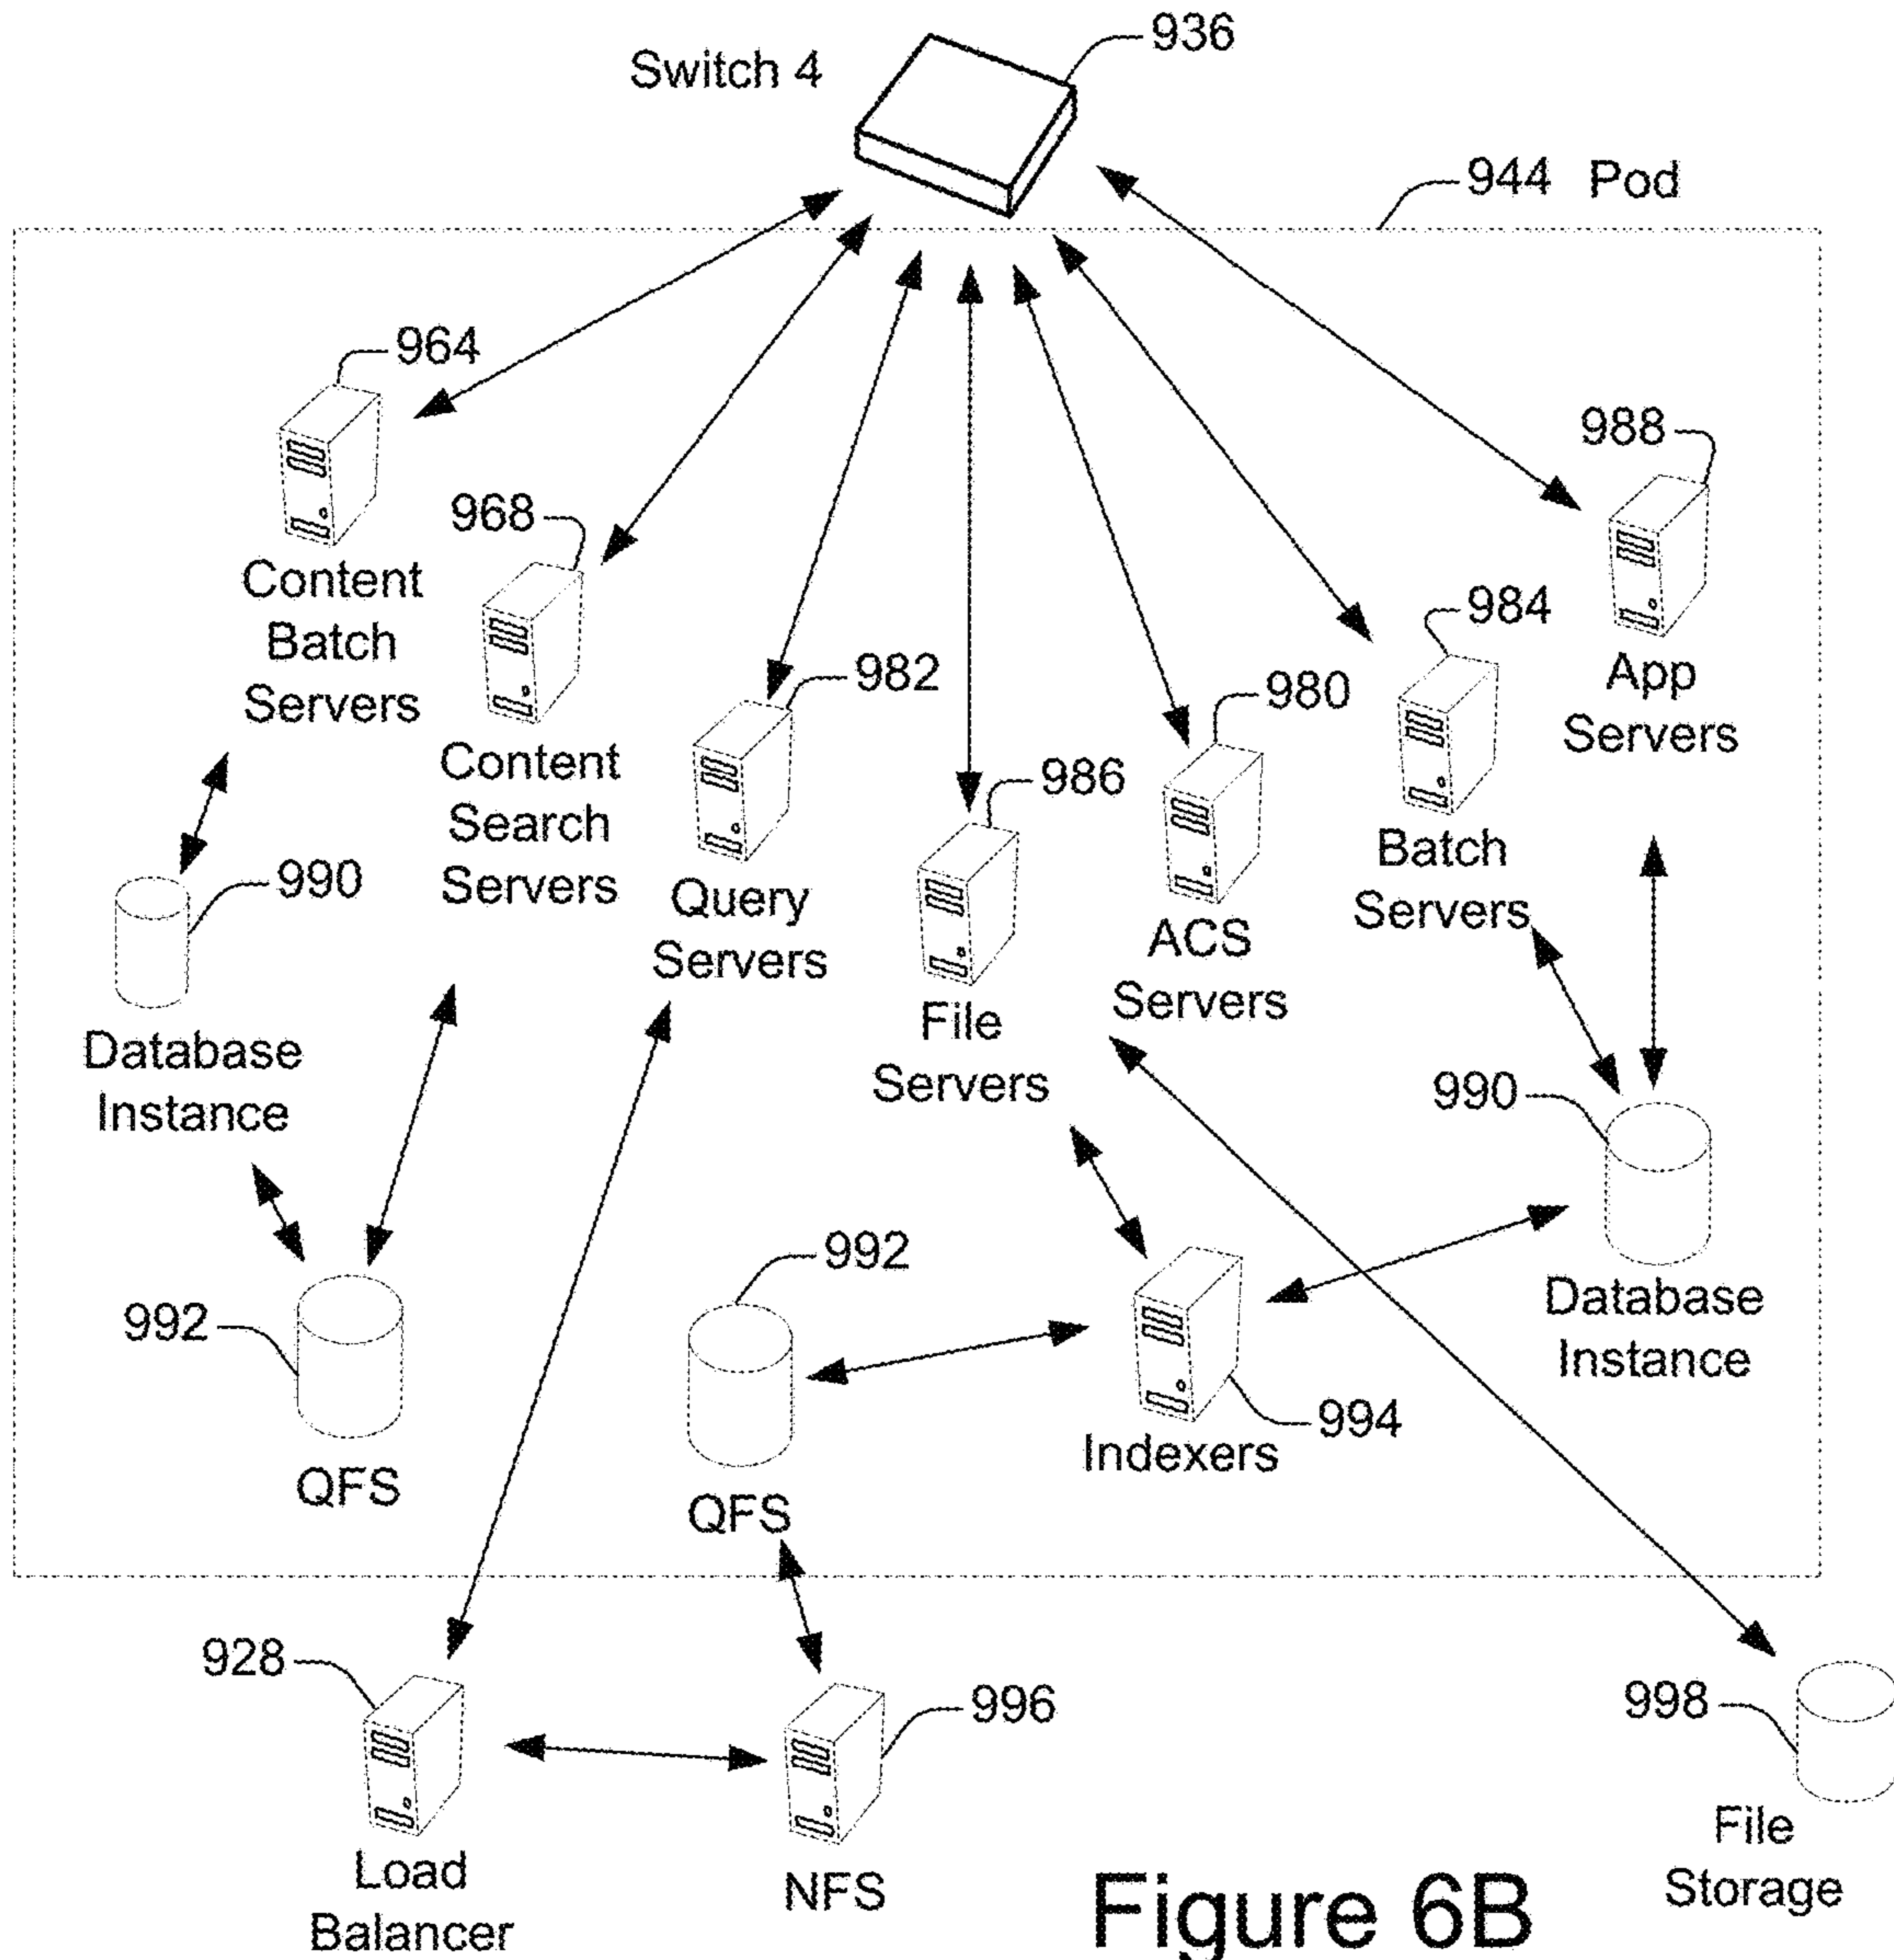 936
Switch 4
944 Pod
964
988
968
Content
Batch
Servers
984
982
980
App
Servers
Content
Search
Servers
986
Batch
Servers
990
Query
Servers
ACS
Servers
File
Servers
Database
Instance
990
992
992
Database
Instance
994
Indexers
QFS
QFS
928
996
998
Load
Balancer
NFS
File
Storage
Figure 6B